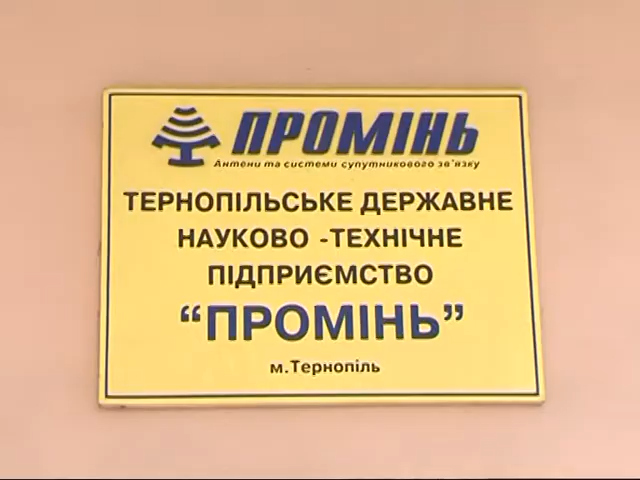 ПРОМІНЬ
Антени та системи супутникового зв'язку
ТЕРНОПІЛЬСЬКЕ ДЕРЖАВНЕ
НАУКОВО -ТЕХНІЧНЕ
ПІДПРИЄМСТВО
“ПРОМІНЬ”
м.Тернопіль